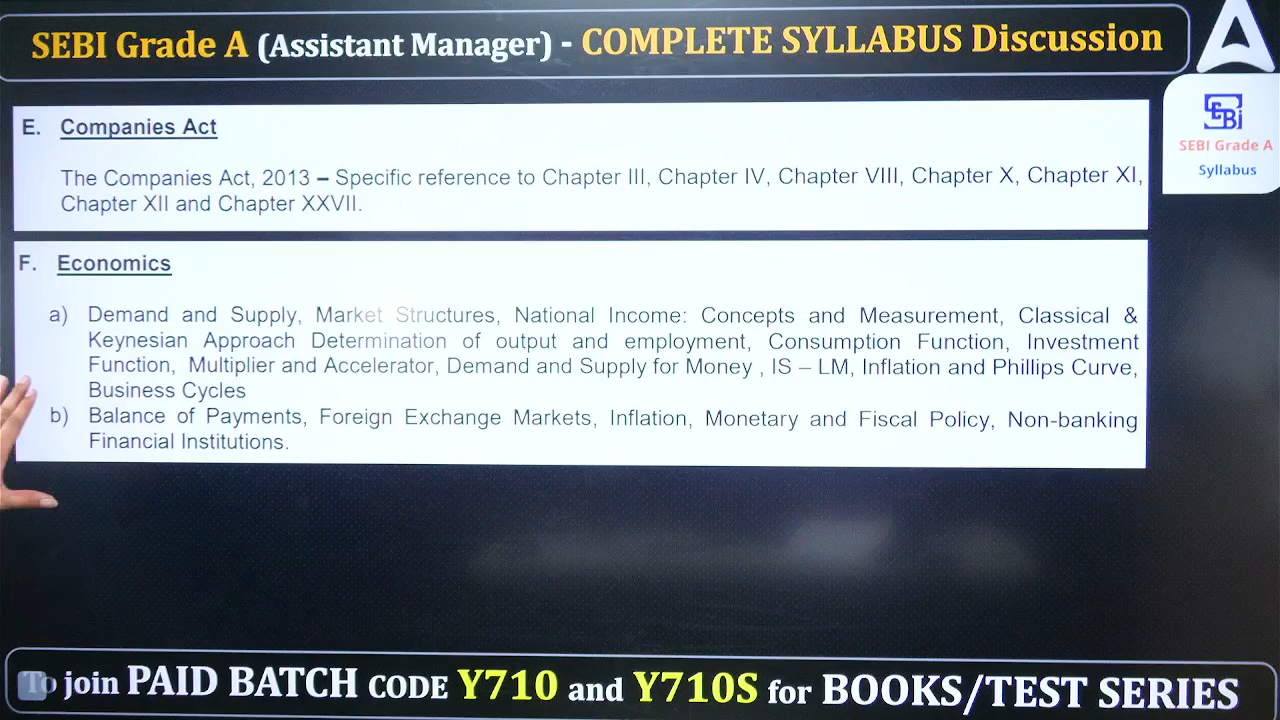 SEBI Grade A (Assistant Manager) - COMPLETE SYLLABUS Discussion
SEBI
SEBI Grade A
Syllabus
E. Companies Act
The Companies Act, 2013 – Specific reference to Chapter III, Chapter IV, Chapter VIII, Chapter X, Chapter XI,
Chapter XII and Chapter XXVII.
F. Economics
a) Demand and Supply, Market Structures, National Income: Concepts and Measurement, Classical &
Keynesian Approach Determination of output and employment, Consumption Function, Investment
Function, Multiplier and Accelerator, Demand and Supply for Money , IS – LM, Inflation and Phillips Curve,
Business Cycles
b) Balance of Payments, Foreign Exchange Markets, Inflation, Monetary and Fiscal Policy, Non-banking
Financial Institutions.
To join PAID BATCH CODE Y710 and Y710S for BOOKS/TEST SERIES